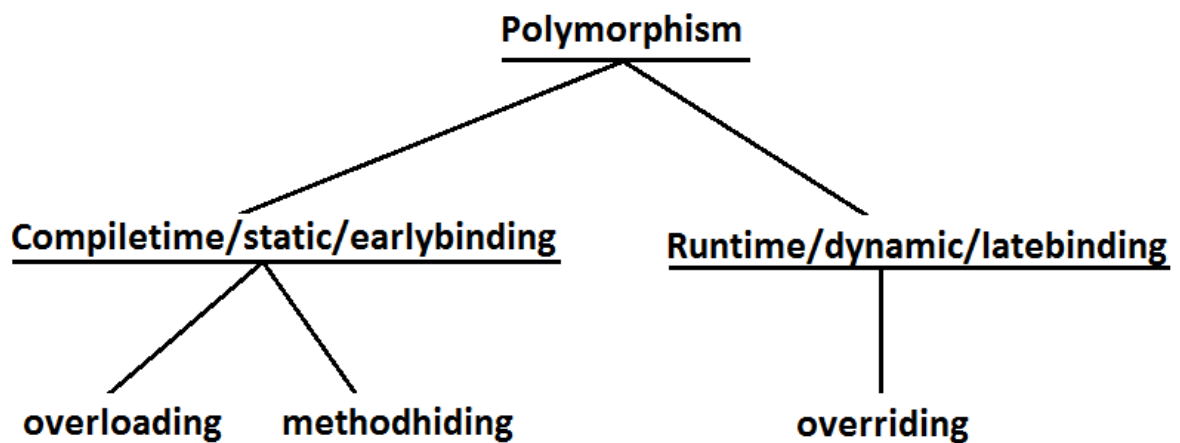 Polymorphism
Compiletime/static/earlybinding
Runtime/dynamic/latebinding
overloading
methodhiding
overriding